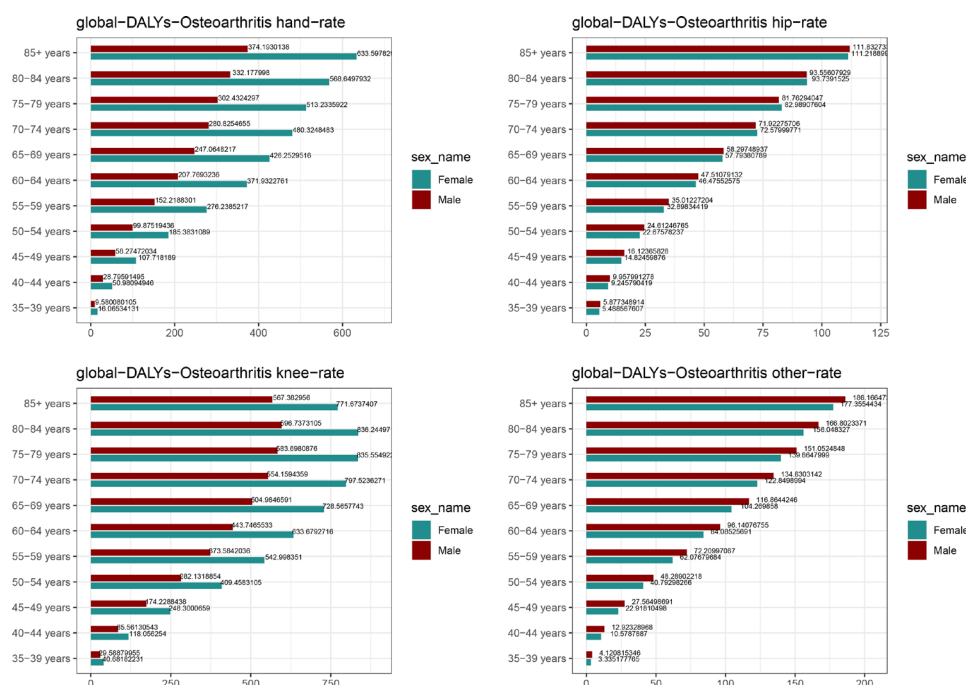 global-DALYs-Osteoarthritis hand-rate
85+ years
374.1930138
633.597829
80-84 years
332.177998
568.6497932
75-79 years
302.4324297
513.2335922
70-74 years
280.8254655
480.3248483
65-69 years
247.0648217
426.2529516
60-64 years
207.7693236
371.9322761
55-59 years
152.2188301
276.2385217
50-54 years
99.87519436
185.3831089
45-49 years
58.27472034
107.718189
40-44 years
28.79591495
50.98094946
35-39 years
9.580080105
16.06534131
0 200 400 600
sex_name
Female
Male
global-DALYs-Osteoarthritis hip-rate
85+ years
111.832733
111.218899
80-84 years
93.55607929
93.7391525
75-79 years
81.76294047
82.98907604
70-74 years
71.92275706
72.57999771
65-69 years
58.29748937
57.79380789
60-64 years
47.51079132
46.47552575
55-59 years
35.01227204
32.89834419
50-54 years
24.61246765
22.67578237
45-49 years
16.12365828
14.82459876
40-44 years
9.957991278
9.245790419
35-39 years
5.877348914
5.488567607
0 25 50 75 100 125
sex_name
Female
Male
global-DALYs-Osteoarthritis knee-rate
85+ years
567.362956
771.6737407
80-84 years
596.7373105
836.24497
75-79 years
583.6980876
835.554923
70-74 years
554.1594359
797.5236271
65-69 years
504.9846591
728.5657743
60-64 years
443.7465533
633.6792716
55-59 years
373.5842036
542.998351
50-54 years
282.1318854
409.4583105
45-49 years
174.2288438
248.3000659
40-44 years
85.56130543
118.056254
35-39 years
29.56879955
40.68182231
0 250 500 750
sex_name
Female
Male
global-DALYs-Osteoarthritis other-rate
85+ years
186.166473
177.3554434
80-84 years
166.8023371
156.048327
75-79 years
151.0524848
139.6647999
70-74 years
134.6303142
122.8498994
65-69 years
116.8644246
104.269858
60-64 years
96.14076755
84.08525691
55-59 years
72.20997087
62.07679684
50-54 years
48.28902218
40.79298266
45-49 years
27.56498691
22.91810498
40-44 years
12.92328968
10.5787687
35-39 years
4.120815346
3.335177765
0 50 100 150 200
sex_name
Female
Male